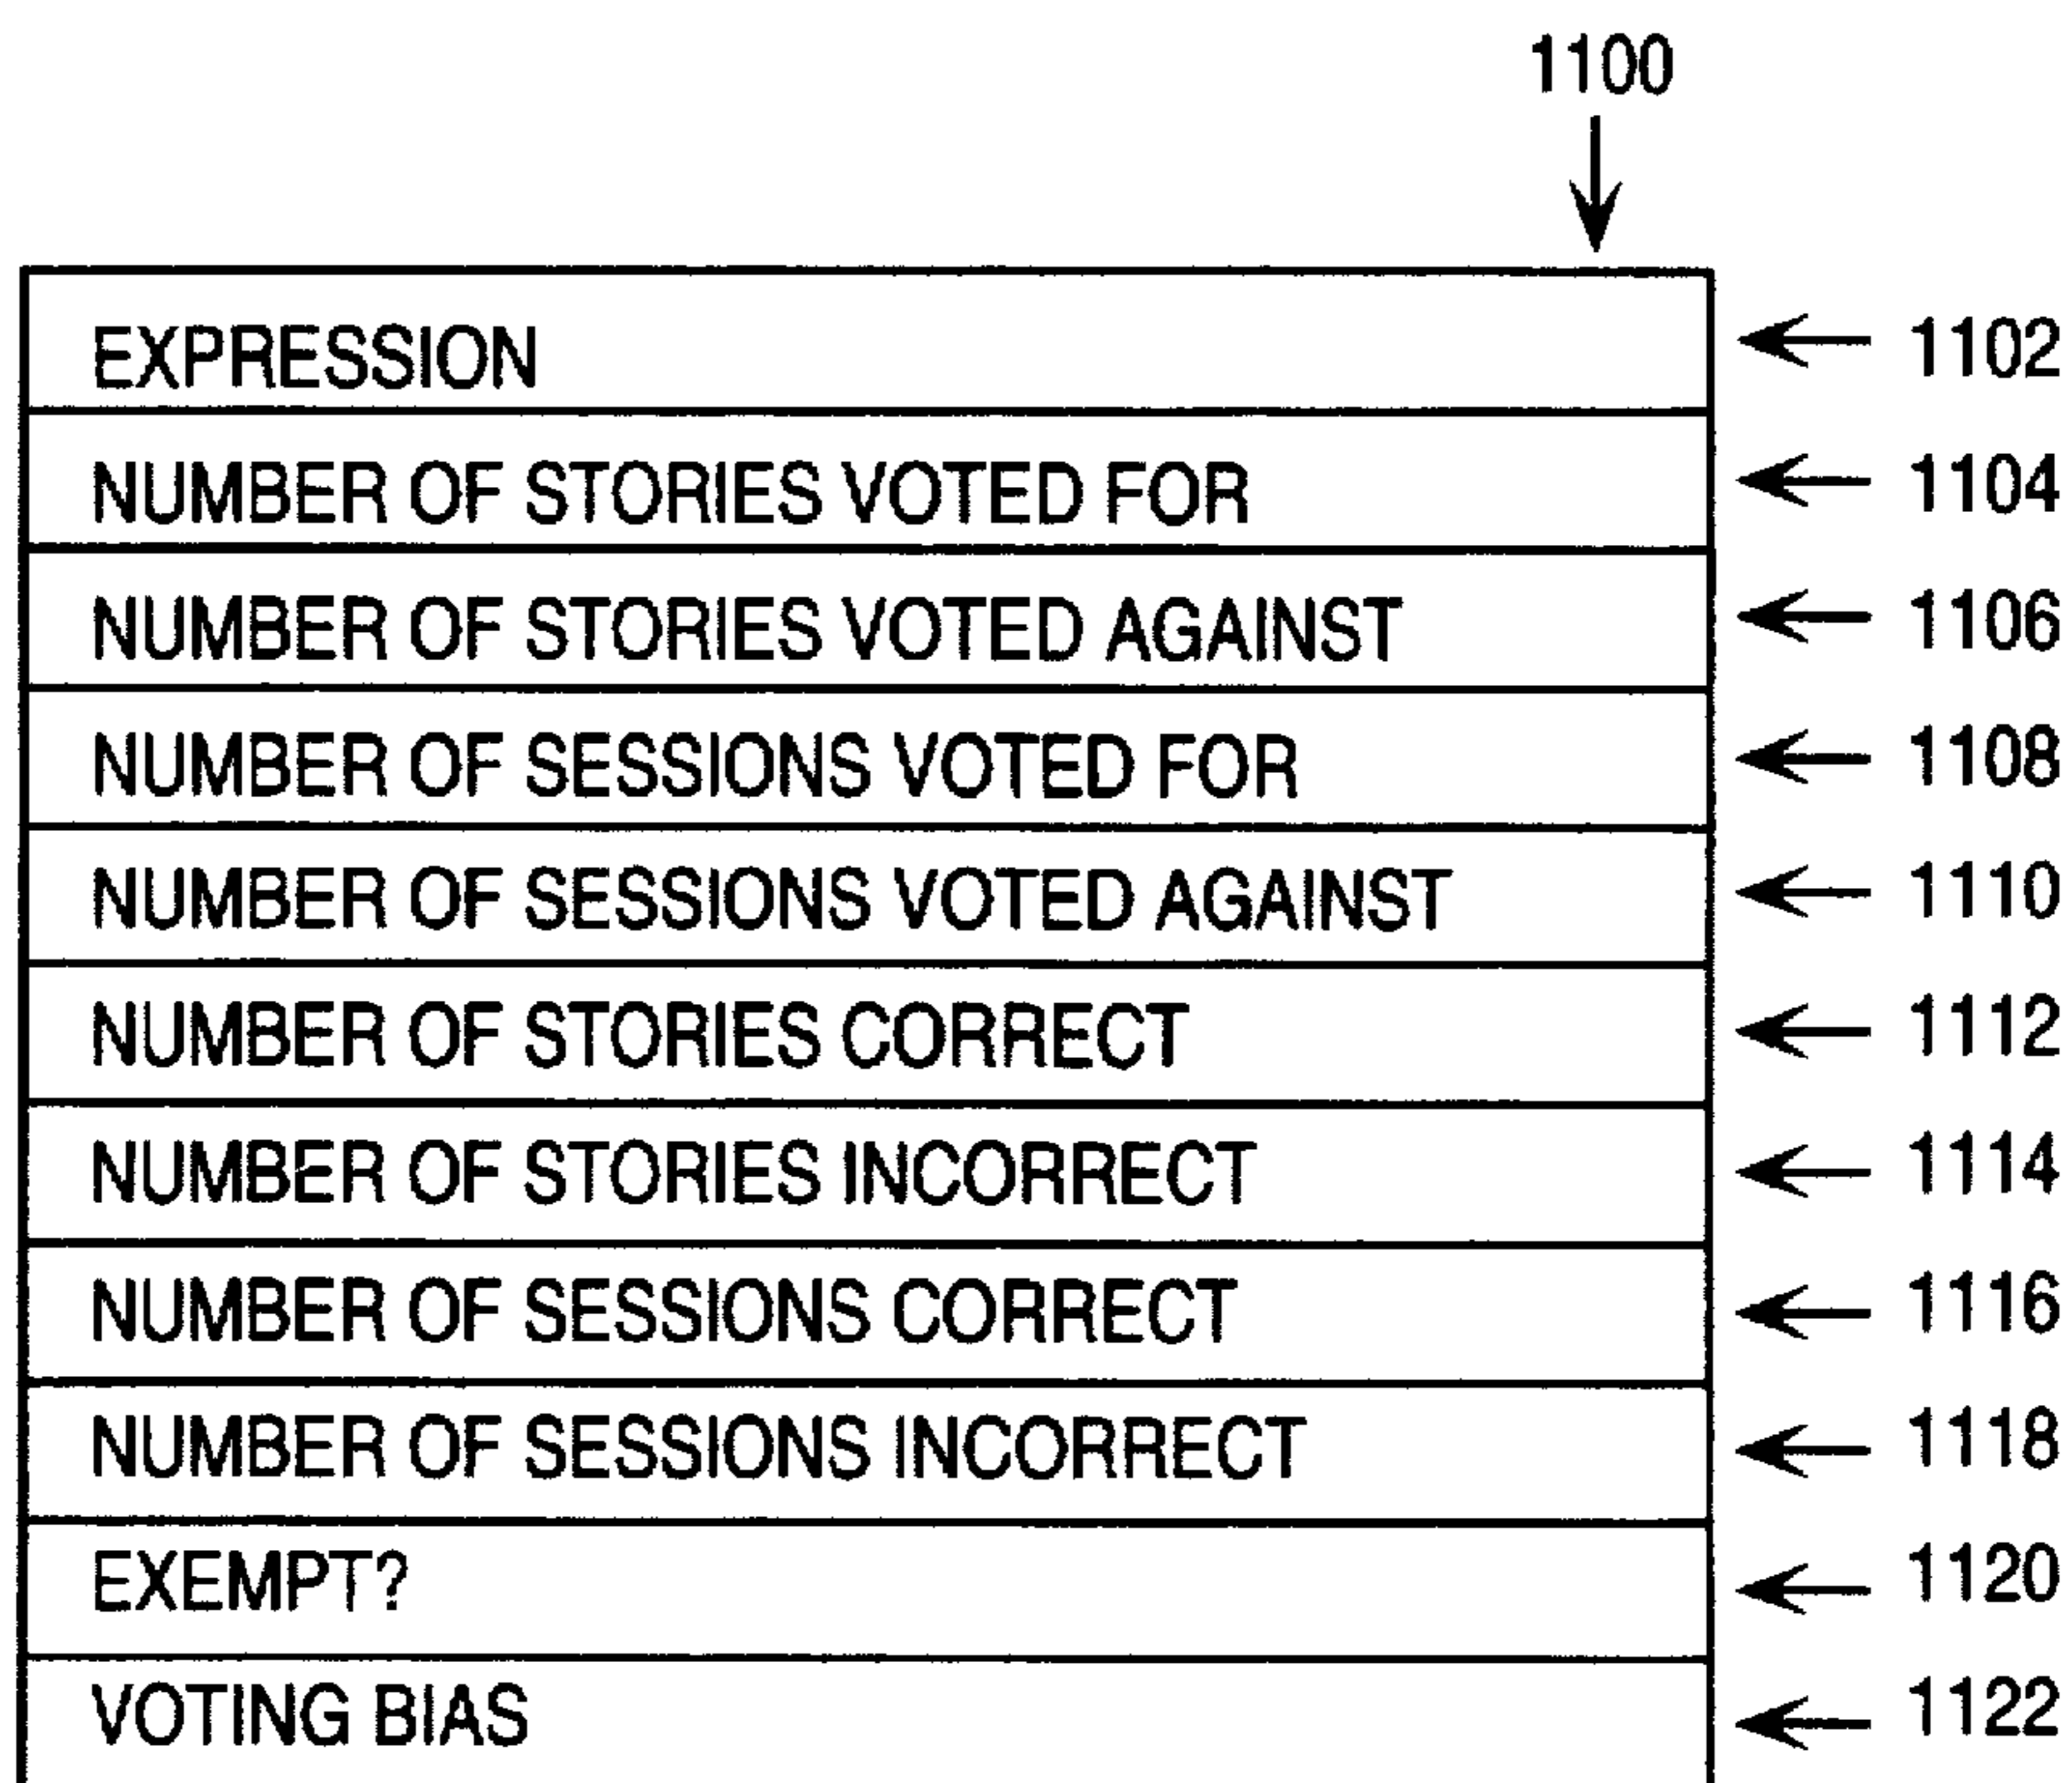 1100
EXPRESSION 1102
NUMBER OF STORIES VOTED FOR 1104
NUMBER OF STORIES VOTED AGAINST 1106
NUMBER OF SESSIONS VOTED FOR 1108
NUMBER OF SESSIONS VOTED AGAINST 1110
NUMBER OF STORIES CORRECT 1112
NUMBER OF STORIES INCORRECT 1114
NUMBER OF SESSIONS CORRECT 1116
NUMBER OF SESSIONS INCORRECT 1118
EXEMPT? 1120
VOTING BIAS 1122